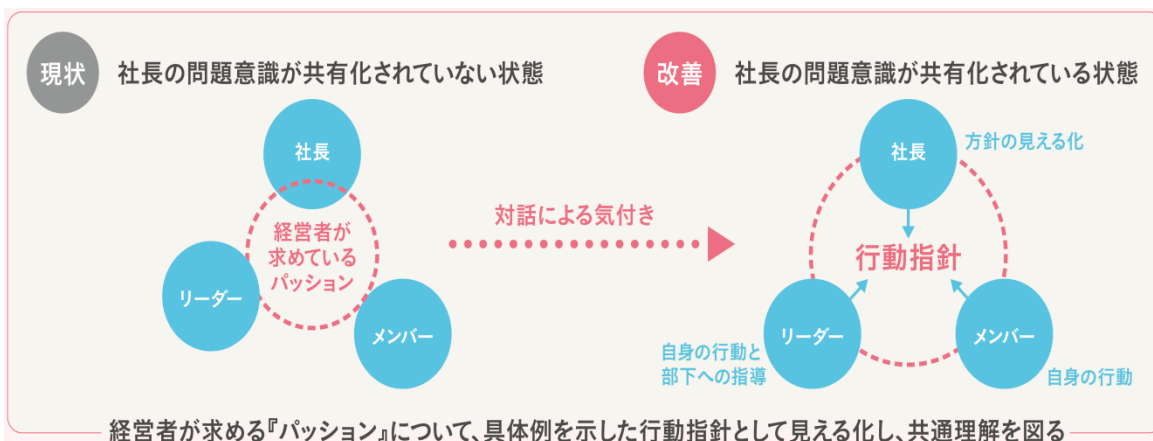 現状
社長の問題意識が共有化されていない状態
社長
経営者が
求めている
パッション
リーダー
メンバー
対話による気付き
改善
社長の問題意識が共有化されている状態
社長
方針の見える化
行動指針
リーダー
メンバー
自身の行動と
部下への指導
自身の行動
経営者が求める『パッション』について、具体例を示した行動指針として見える化し、共通理解を図る